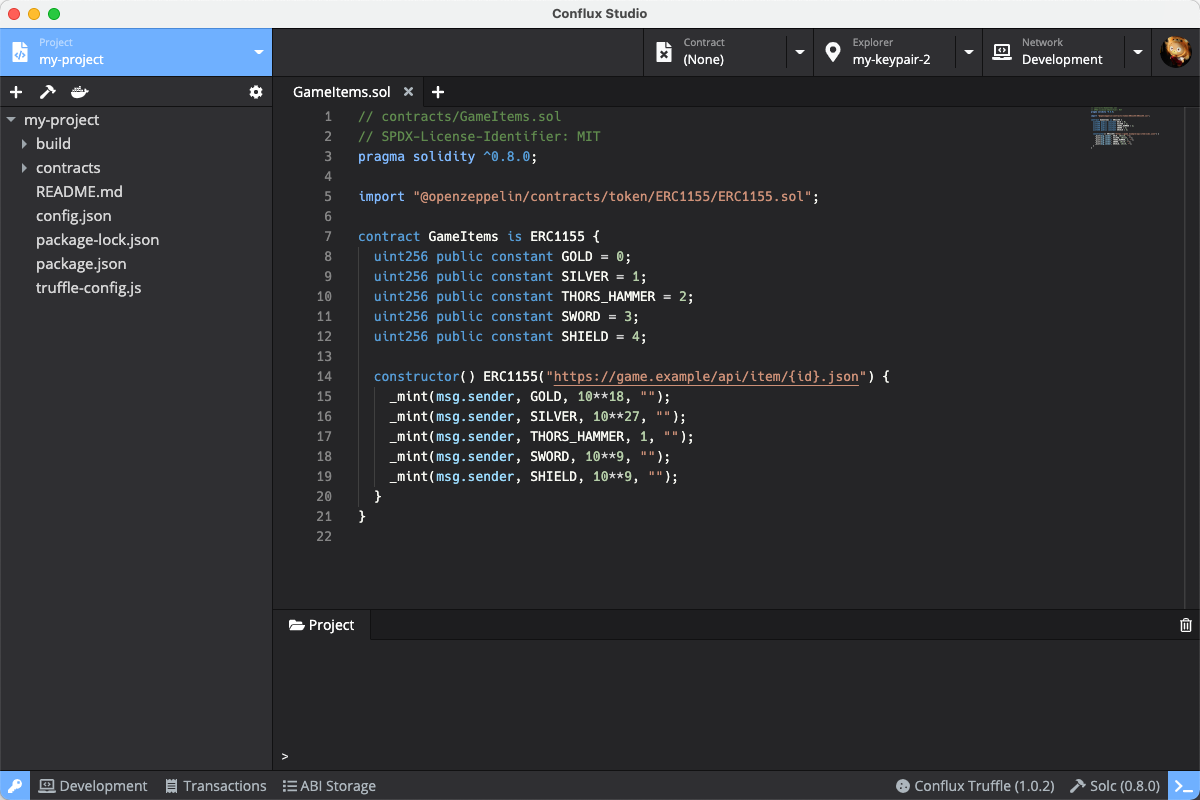 Conflux Studio
Project
my-project
Contract
(None)
Explorer
my-keypair-2
Network
Development
GameItems.sol
my-project
build
contracts
README.md
config.json
package-lock.json
package.json
truffle-config.js
1 // contracts/GameItems.sol
2 // SPDX-License-Identifier: MIT
3 pragma solidity ^0.8.0;
4
5 import "@openzeppelin/contracts/token/ERC1155/ERC1155.sol";
6
7 contract GameItems is ERC1155 {
8 uint256 public constant GOLD = 0;
9 uint256 public constant SILVER = 1;
10 uint256 public constant THORS_HAMMER = 2;
11 uint256 public constant SWORD = 3;
12 uint256 public constant SHIELD = 4;
13
14 constructor() ERC1155("https://game.example/api/item/{id}.json") {
15 _mint(msg.sender, GOLD, 10**18, "");
16 _mint(msg.sender, SILVER, 10**27, "");
17 _mint(msg.sender, THORS_HAMMER, 1, "");
18 _mint(msg.sender, SWORD, 10**9, "");
19 _mint(msg.sender, SHIELD, 10**9, "");
20 }
21 }
22
Project
>
Development Transactions ABI Storage Conflux Truffle (1.0.2) Solc (0.8.0)